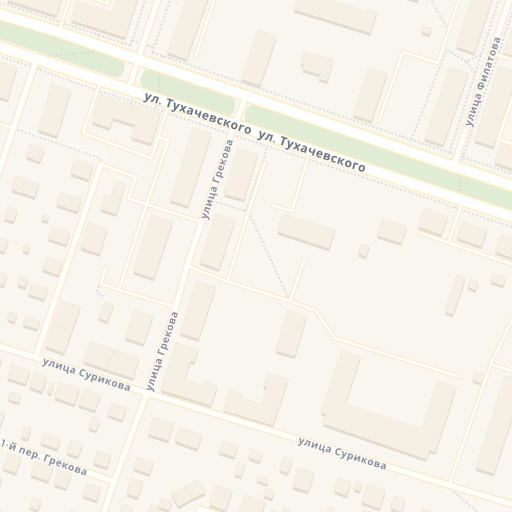 улица Филатова
ул. Тухачевского
ул. Тухачевского
улица Грекова
улица Грекова
улица Сурикова
улица Сурикова
1-й пер. Грекова